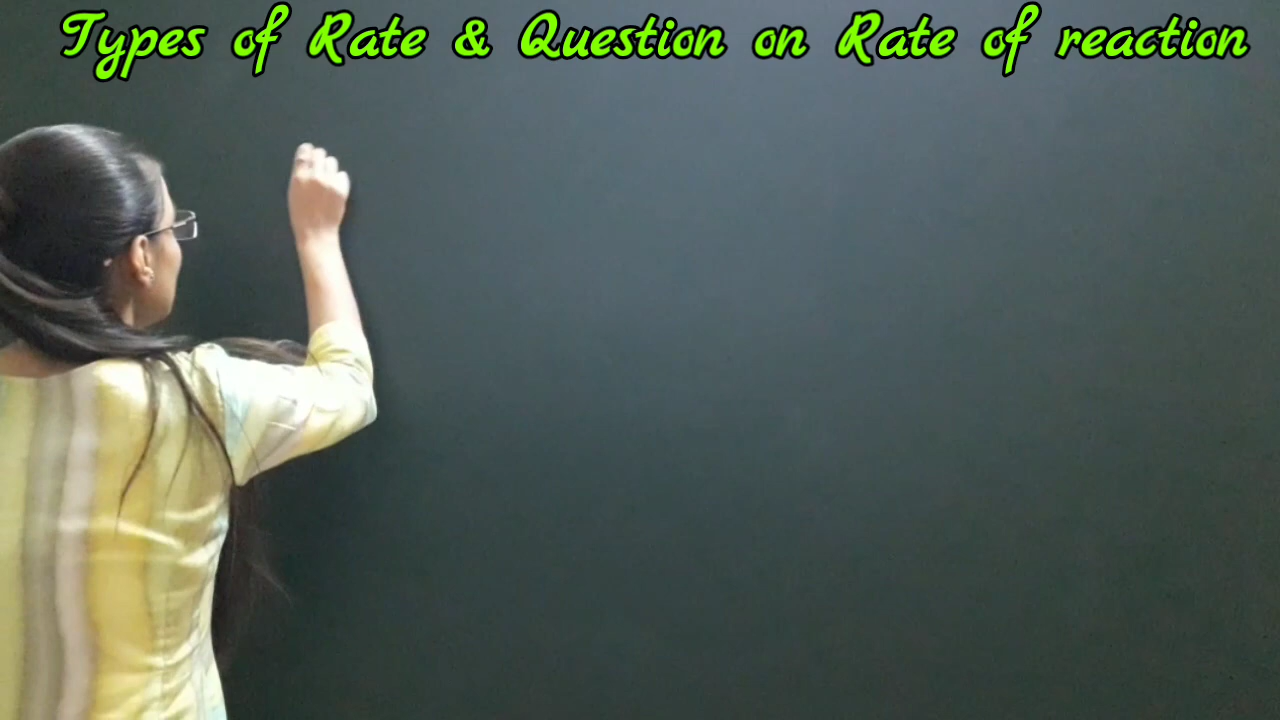 Types of Rate & Question on Rate of reaction